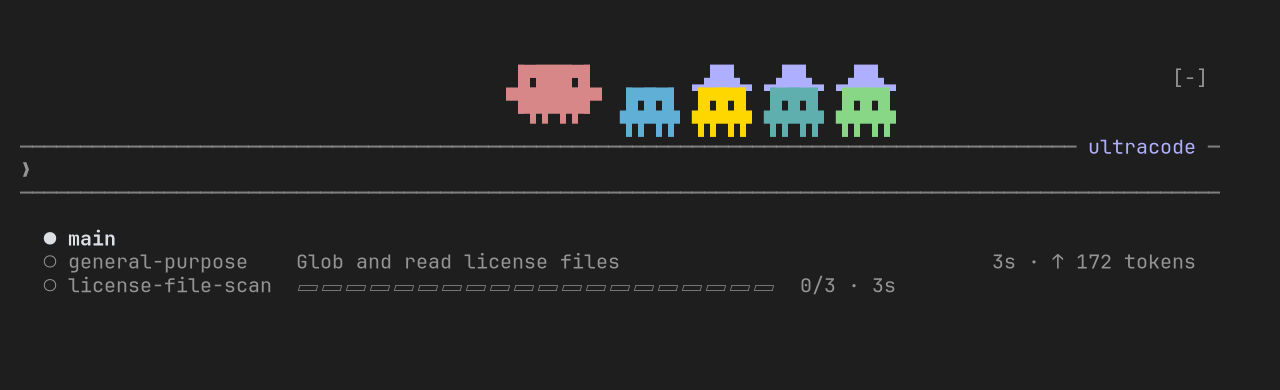 [-]
ultracode
❯
● main
○ general-purpose Glob and read license files 3s · ↑ 172 tokens
○ license-file-scan ▱▱▱▱▱▱▱▱▱▱▱▱▱▱▱▱▱▱▱▱ 0/3 · 3s